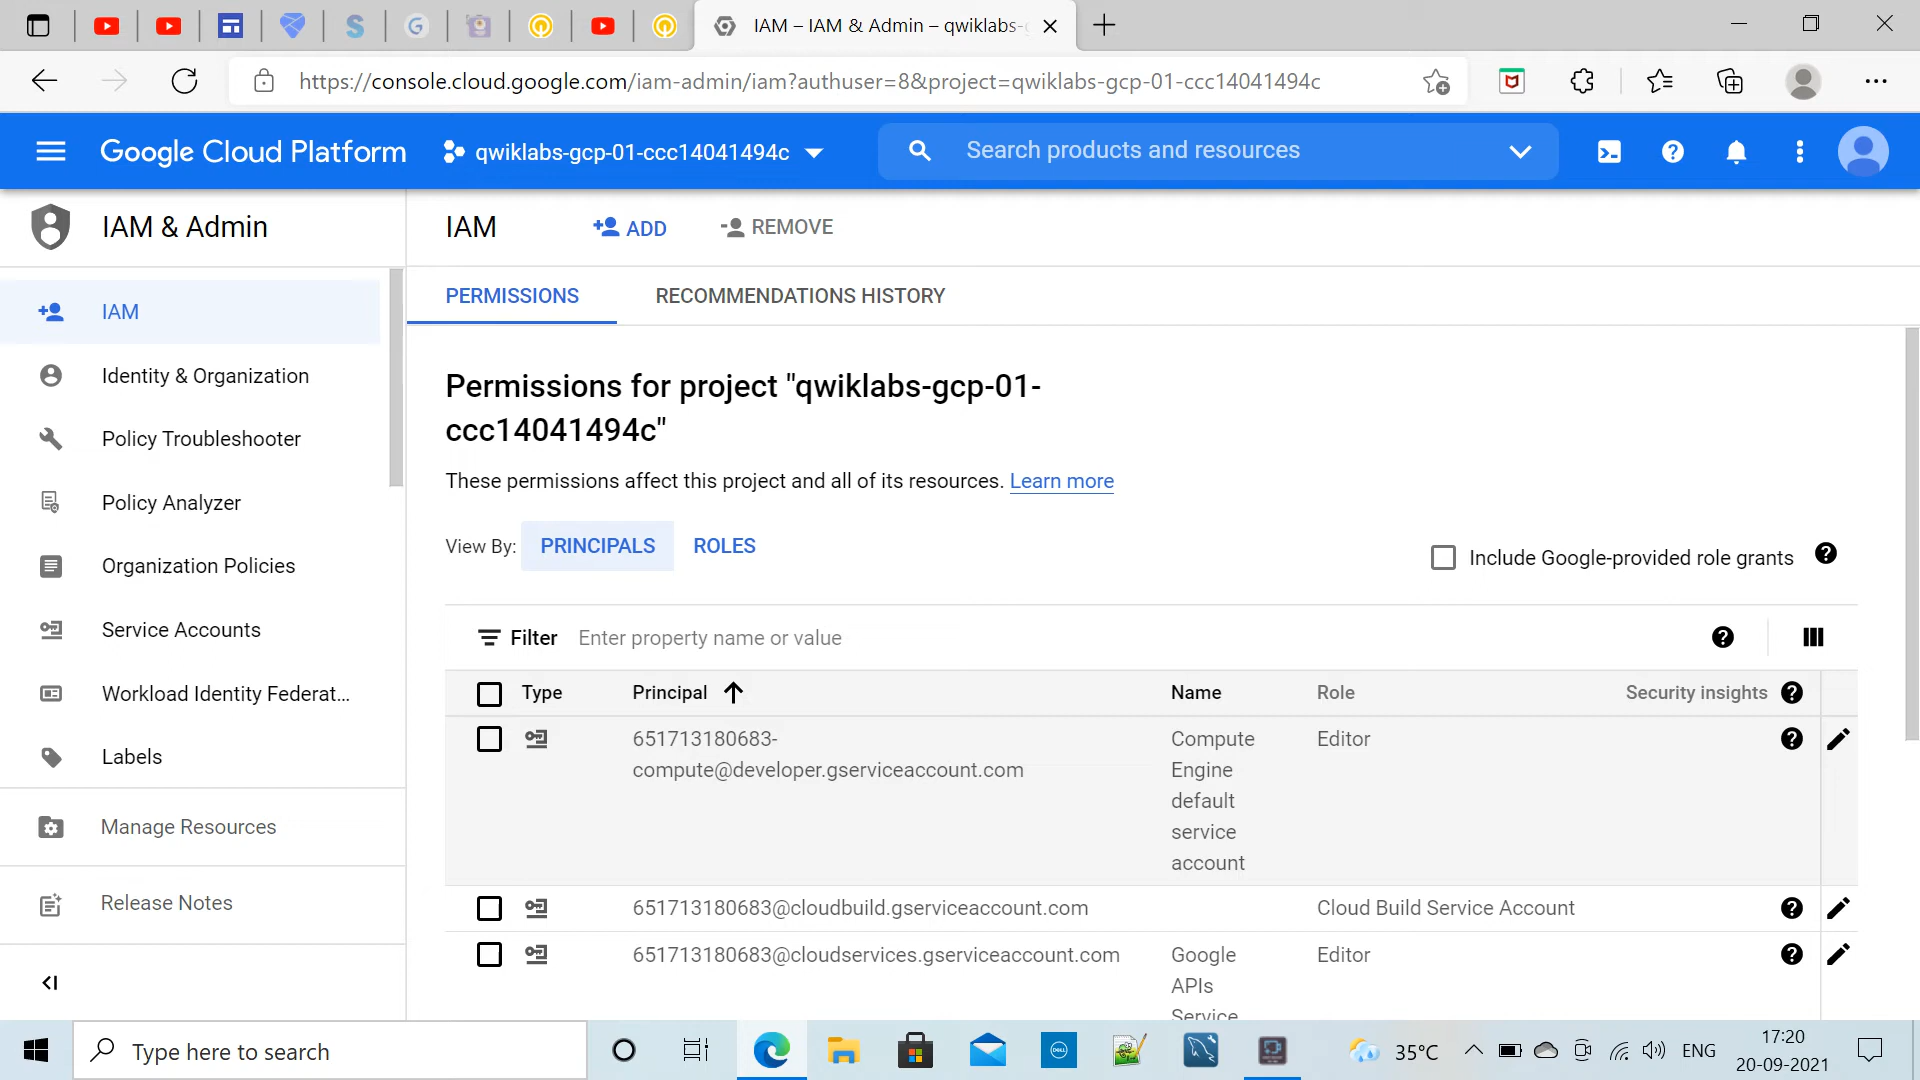 IAM – IAM & Admin – qwiklabs-
https://console.cloud.google.com/iam-admin/iam?authuser=8&project=qwiklabs-gcp-01-ccc14041494c
Google Cloud Platform
qwiklabs-gcp-01-ccc14041494c
Search products and resources
IAM & Admin
IAM
ADD
REMOVE
IAM
Identity & Organization
Policy Troubleshooter
Policy Analyzer
Organization Policies
Service Accounts
Workload Identity Federat...
Labels
Manage Resources
Release Notes
PERMISSIONS
RECOMMENDATIONS HISTORY
Permissions for project "qwiklabs-gcp-01-
ccc14041494c"
These permissions affect this project and all of its resources. Learn more
View By: PRINCIPALS ROLES
Include Google-provided role grants
Filter Enter property name or value
Type Principal Name Role Security insights
651713180683-
compute@developer.gserviceaccount.com
Compute
Engine
default
service
account
Editor
651713180683@cloudbuild.gserviceaccount.com Cloud Build Service Account
651713180683@cloudservices.gserviceaccount.com
Google
APIs
Service
Editor
Type here to search
DELL
35°C
ENG
17:20
20-09-2021